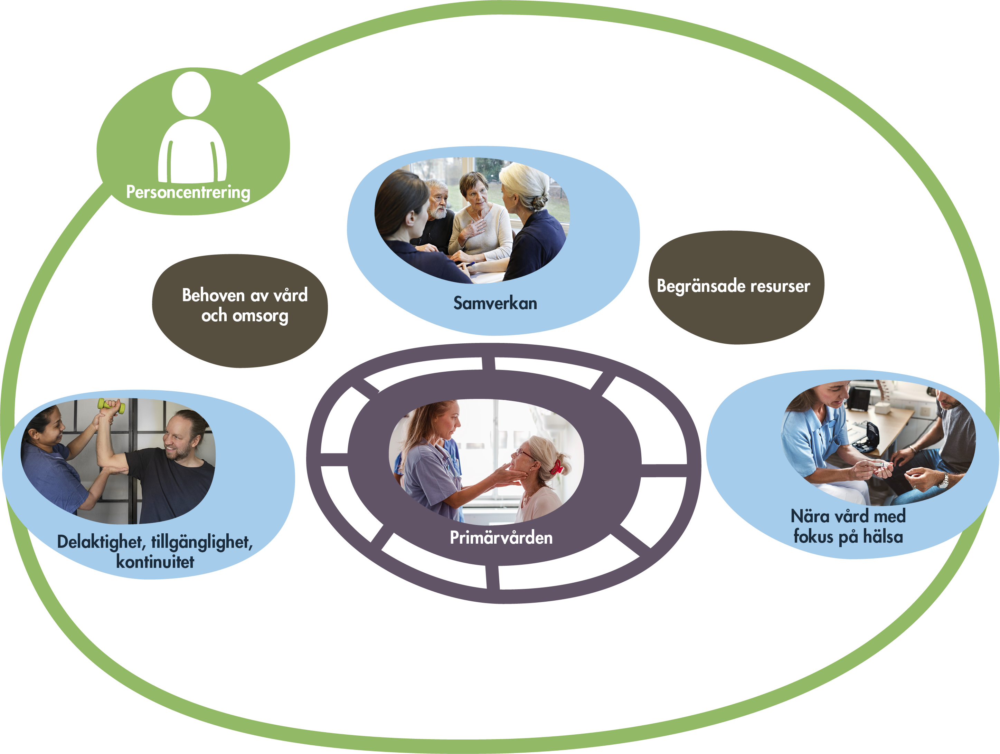 Personcentrering
Samverkan
Behoven av vård
och omsorg
Begränsade resurser
Delaktighet, tillgänglighet,
kontinuitet
Primärvården
Nära vård med
fokus på hälsa